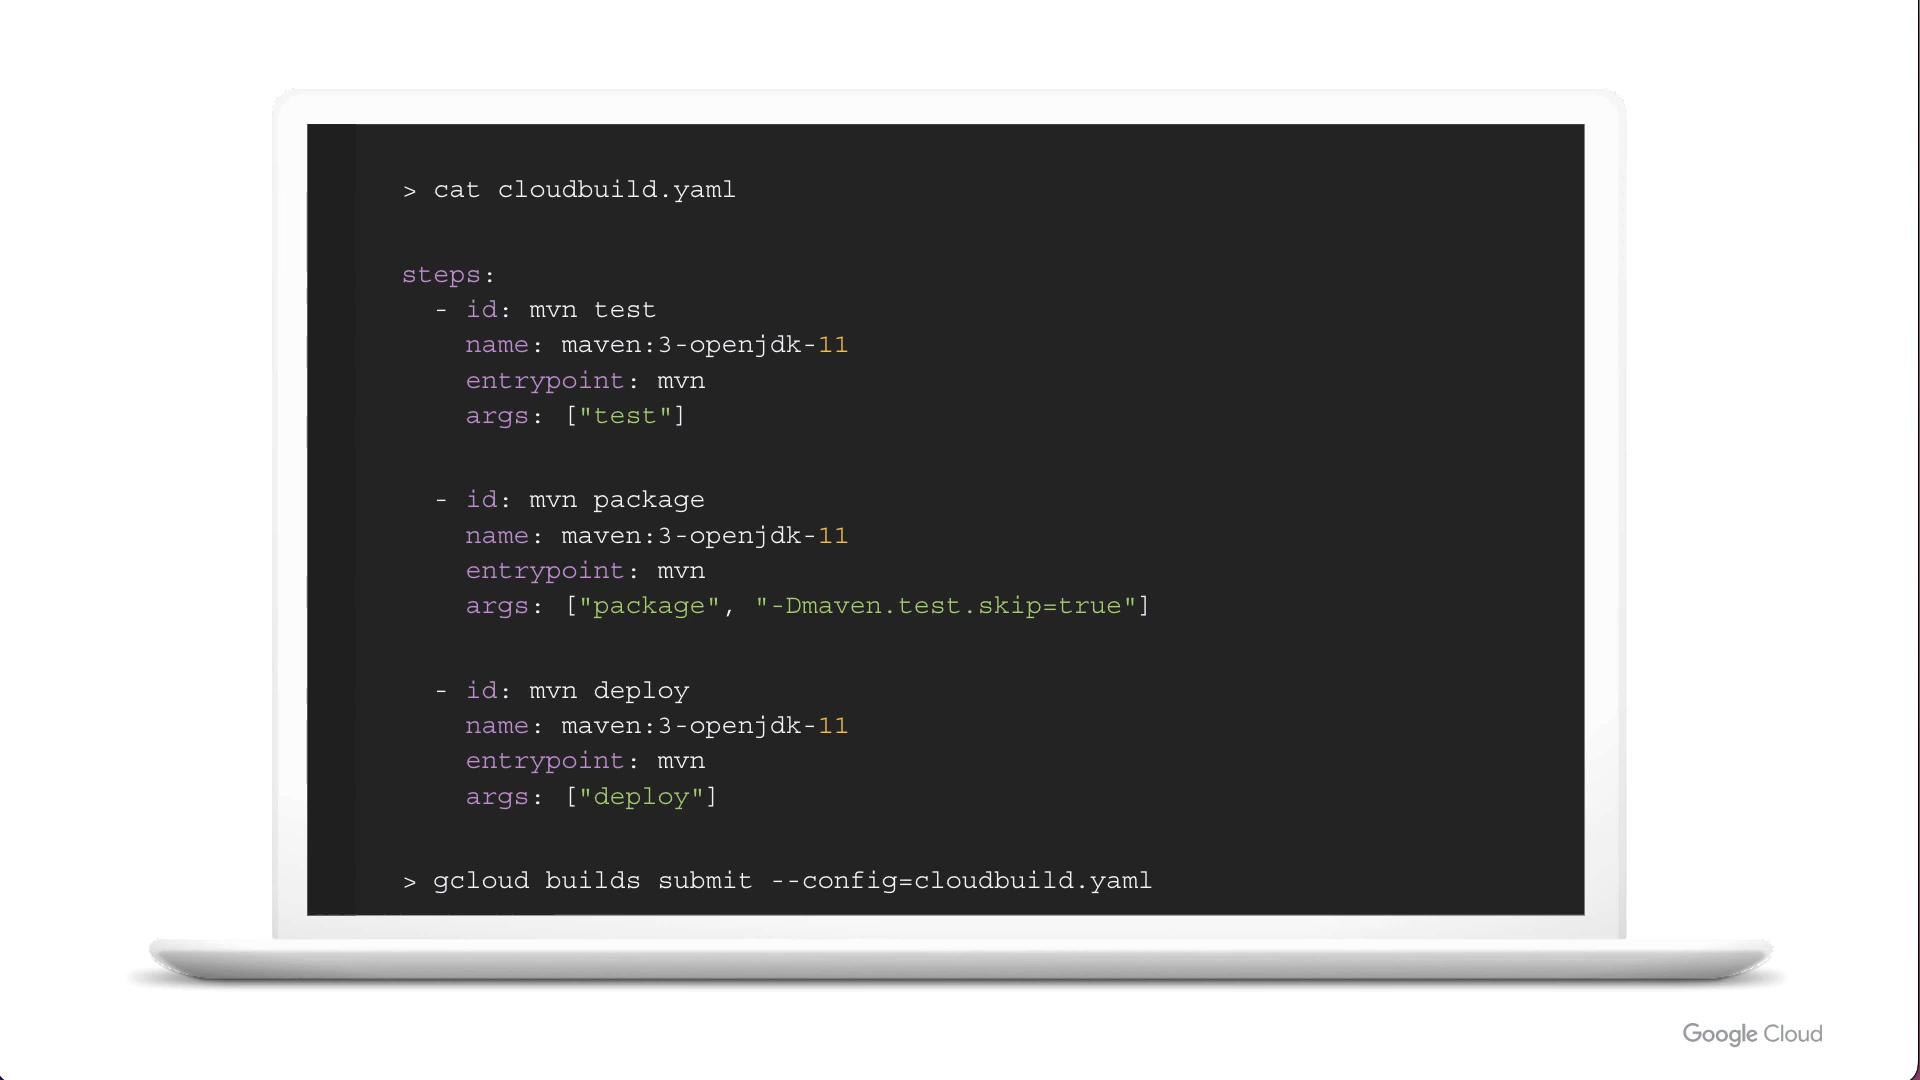 > cat cloudbuild.yaml
steps:
  - id: mvn test
    name: maven:3-openjdk-11
    entrypoint: mvn
    args: ["test"]
  - id: mvn package
    name: maven:3-openjdk-11
    entrypoint: mvn
    args: ["package", "-Dmaven.test.skip=true"]
  - id: mvn deploy
    name: maven:3-openjdk-11
    entrypoint: mvn
    args: ["deploy"]
> gcloud builds submit --config=cloudbuild.yaml
Google Cloud